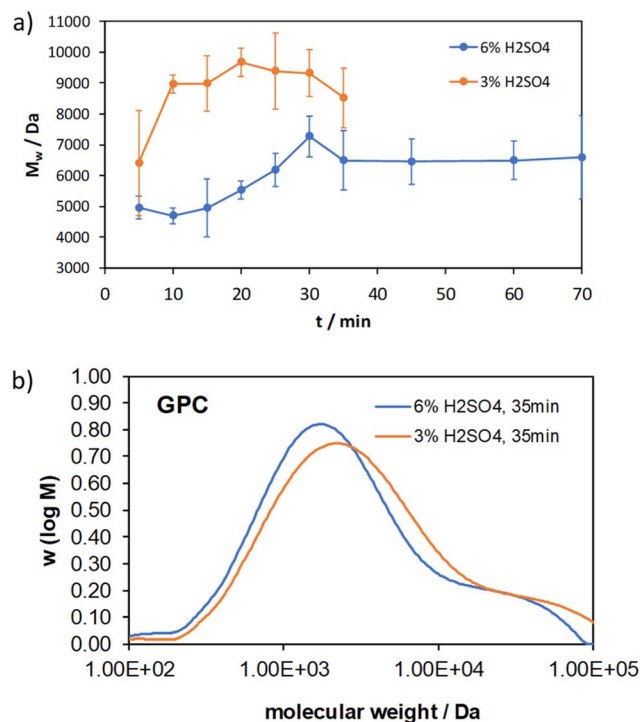 a)
11000
10000
9000
8000
7000
6000
5000
4000
3000
Mw / Da
6% H2SO4
3% H2SO4
0 10 20 30 40 50 60 70
t / min
b)
1.00
0.90
0.80
0.70
0.60
0.50
0.40
0.30
0.20
0.10
0.00
w (log M)
GPC
6% H2SO4, 35min
3% H2SO4, 35min
1.00E+02 1.00E+03 1.00E+04 1.00E+05
molecular weight / Da